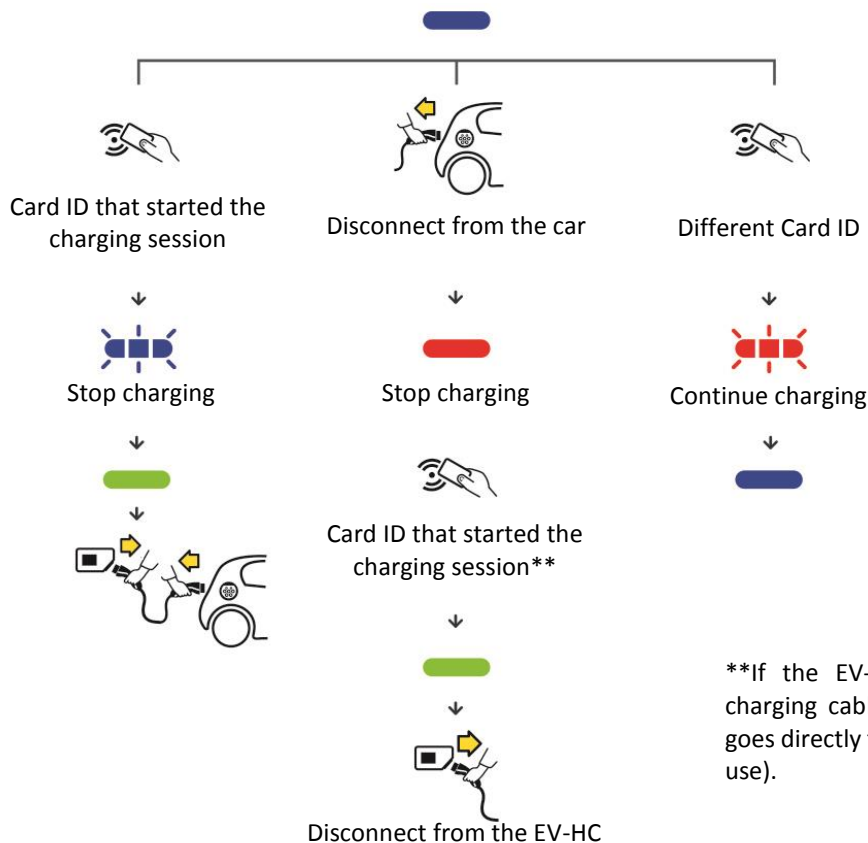 Card ID that started the
charging session
Disconnect from the car
Different Card ID
Stop charging
Stop charging
Continue charging
Card ID that started the
charging session**
**If the EV-
charging cab
goes directly
use).
Disconnect from the EV-HC